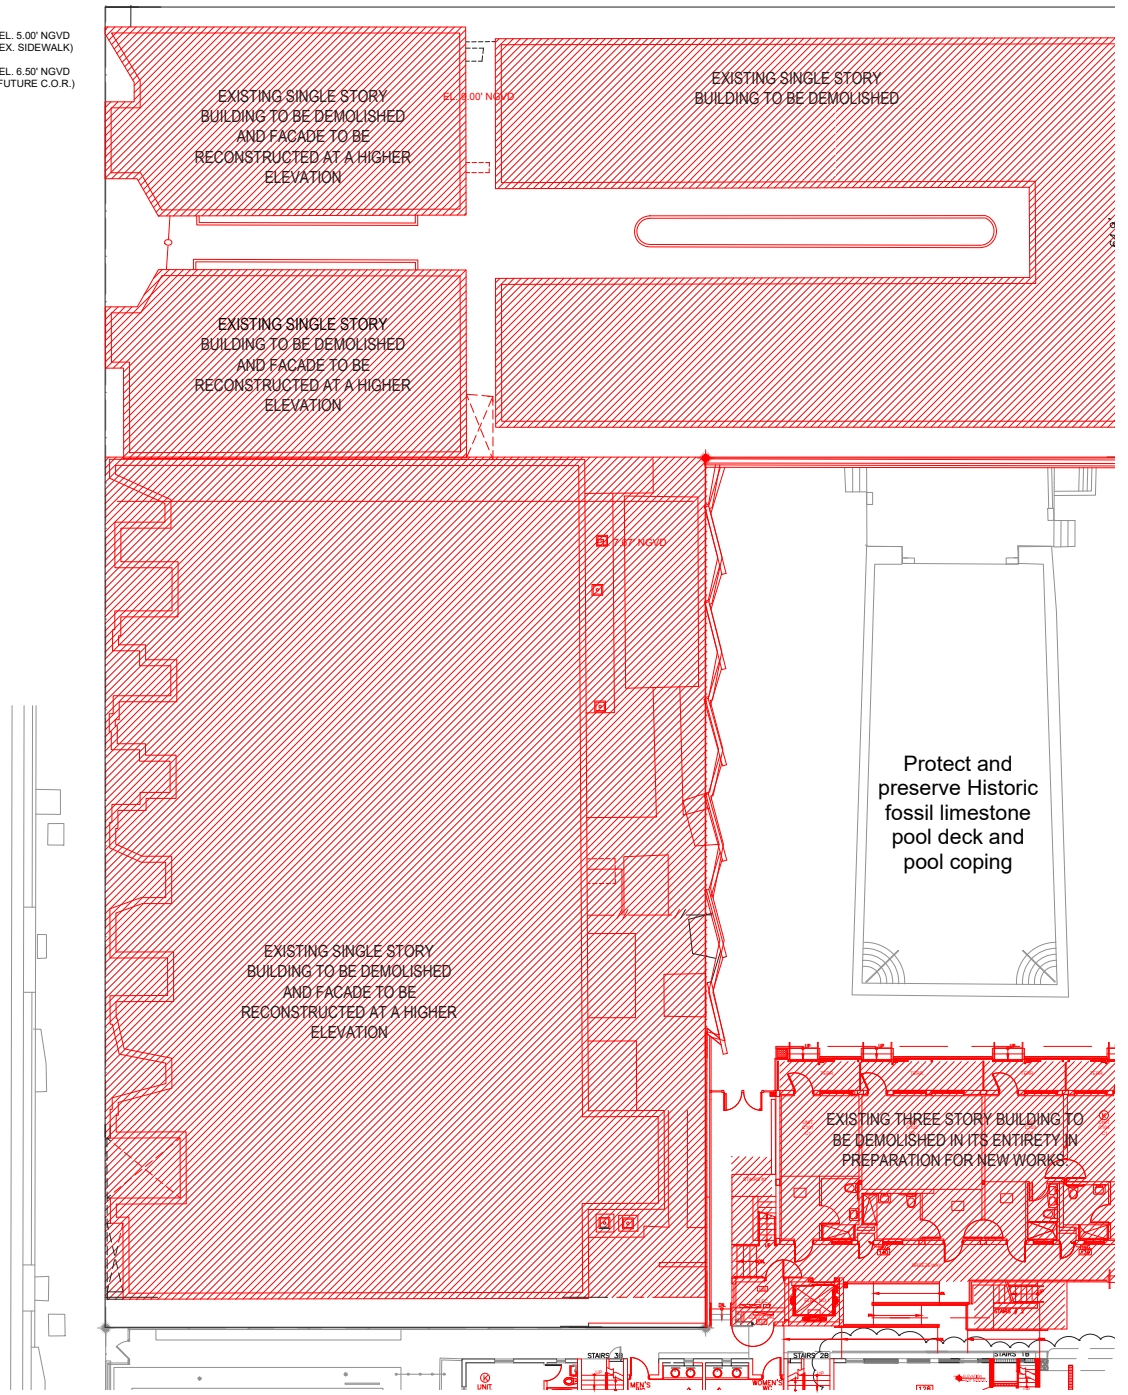 EL. 5.00' NGVD
EX. SIDEWALK)
EL. 6.50' NGVD
FUTURE C.O.R.)
EXISTING SINGLE STORY
BUILDING TO BE DEMOLISHED
AND FACADE TO BE
RECONSTRUCTED AT A HIGHER
ELEVATION
NGVD
EXISTING SINGLE STORY
BUILDING TO BE DEMOLISHED
EXISTING SINGLE STORY
BUILDING TO BE DEMOLISHED
AND FACADE TO BE
RECONSTRUCTED AT A HIGHER
ELEVATION
7.67' NGVD
Protect and
preserve Historic
fossil limestone
pool deck and
pool coping
EXISTING SINGLE STORY
BUILDING TO BE DEMOLISHED
AND FACADE TO BE
RECONSTRUCTED AT A HIGHER
ELEVATION
EXISTING THREE STORY BUILDING TO
BE DEMOLISHED IN ITS ENTIRETY IN
PREPARATION FOR NEW WORKS.
STAIRS 3B
STAIRS 2B
STAIRS 1B
K
UNIT
MEN'S
WOMEN'S